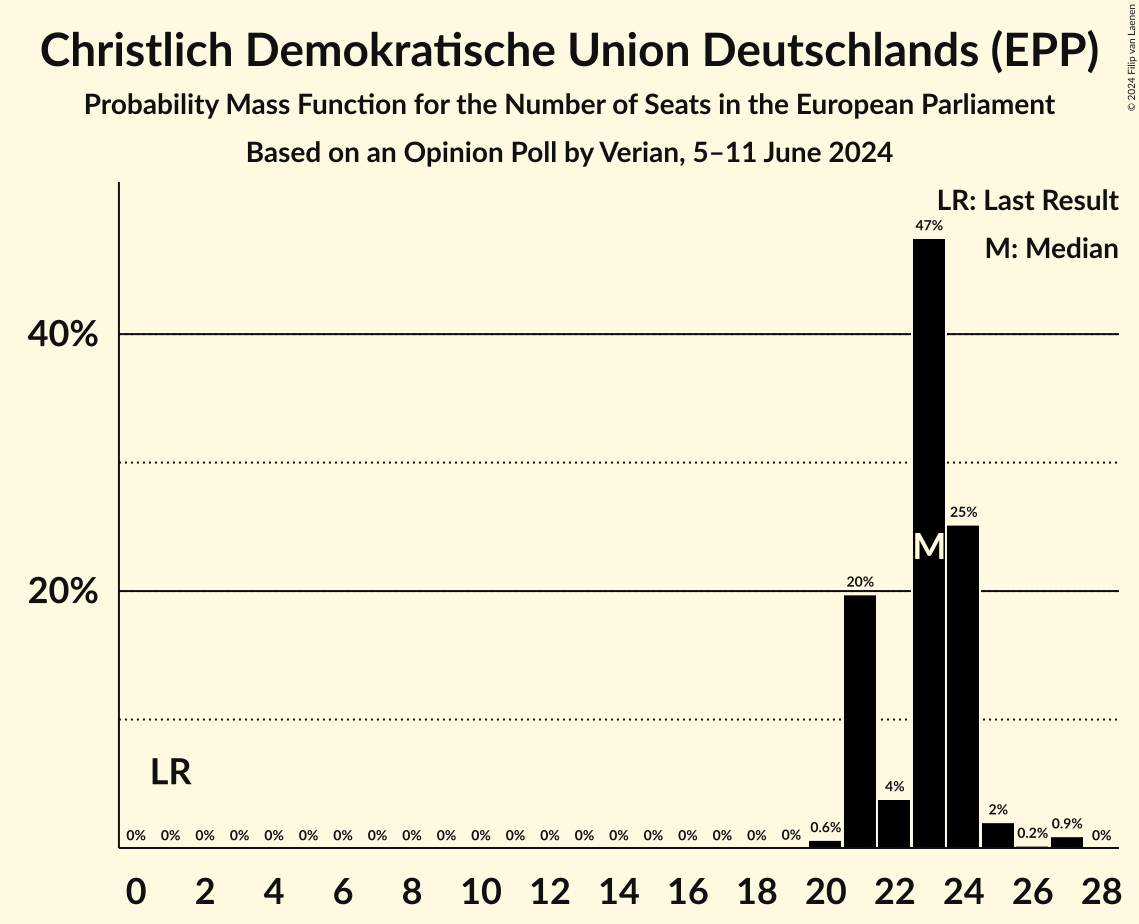 Christlich Demokratische Union Deutschlands (EPP)
Probability Mass Function for the Number of Seats in the European Parliament
Based on an Opinion Poll by Verian, 5–11 June 2024
© 2024 Filip van Laenen
LR: Last Result
M: Median
47%
40%
25%
M
20%
20%
LR
4%
2%
0% 0% 0% 0% 0% 0% 0% 0% 0% 0% 0% 0% 0% 0% 0% 0% 0% 0% 0% 0% 0.6% 0.2% 0.9% 0%
0 2 4 6 8 10 12 14 16 18 20 22 24 26 28